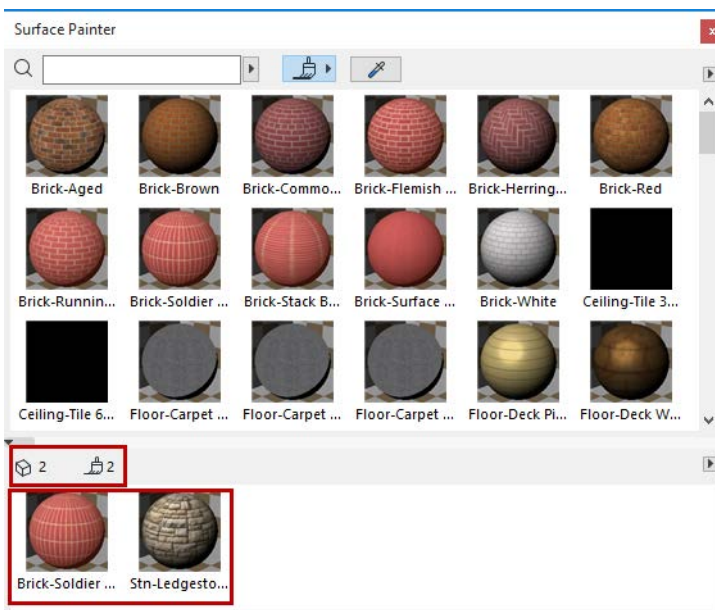 Surface Painter
x
Brick-Aged Brick-Brown Brick-Commo... Brick-Flemish ... Brick-Herring... Brick-Red
Brick-Runnin... Brick-Soldier ... Brick-Stack B... Brick-Surface ... Brick-White Ceiling-Tile 3...
Ceiling-Tile 6... Floor-Carpet ... Floor-Carpet ... Floor-Carpet ... Floor-Deck Pi... Floor-Deck W...
2 2
Brick-Soldier ... Stn-Ledgesto...